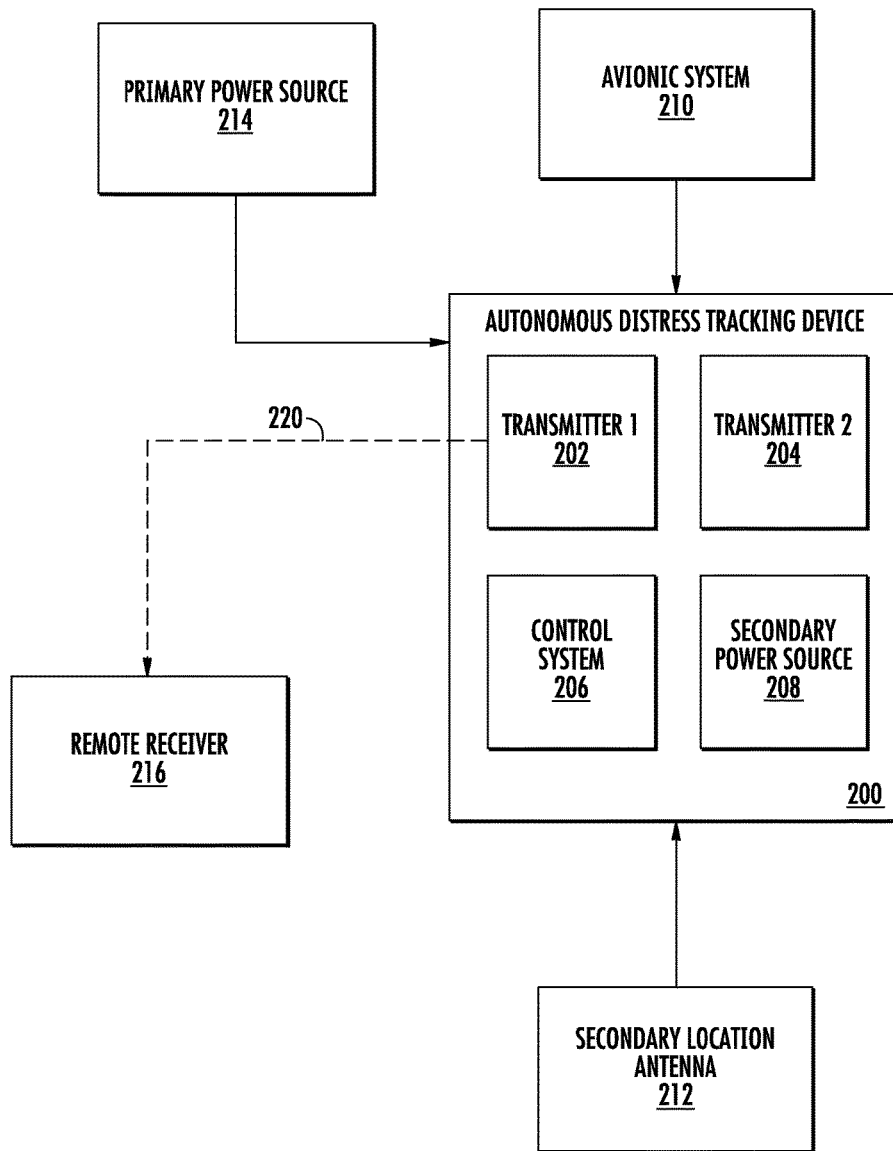 PRIMARY POWER SOURCE
214
AVIONIC SYSTEM
210
AUTONOMOUS DISTRESS TRACKING DEVICE
TRANSMITTER 1
202
TRANSMITTER 2
204
220
CONTROL
SYSTEM
206
SECONDARY
POWER SOURCE
208
REMOTE RECEIVER
216
200
SECONDARY LOCATION
ANTENNA
212